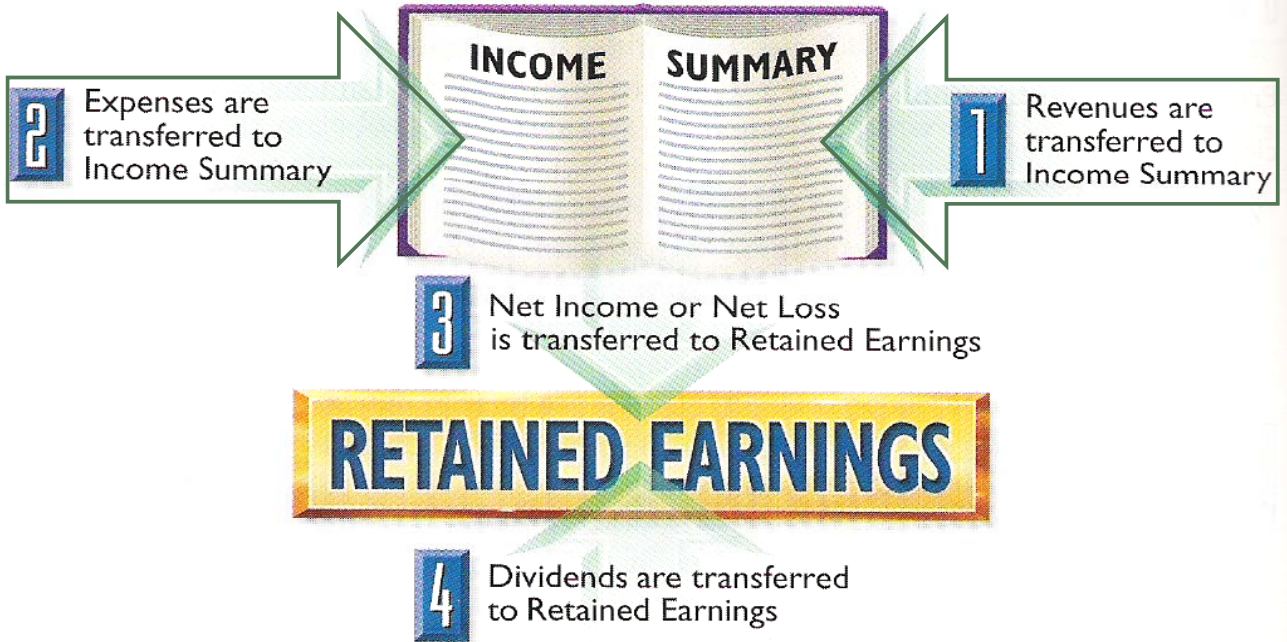 INCOME SUMMARY
1
Revenues are
transferred to
Income Summary
2
Expenses are
transferred to
Income Summary
3
Net Income or Net Loss
is transferred to Retained Earnings
RETAINED EARNINGS
4
Dividends are transferred
to Retained Earnings